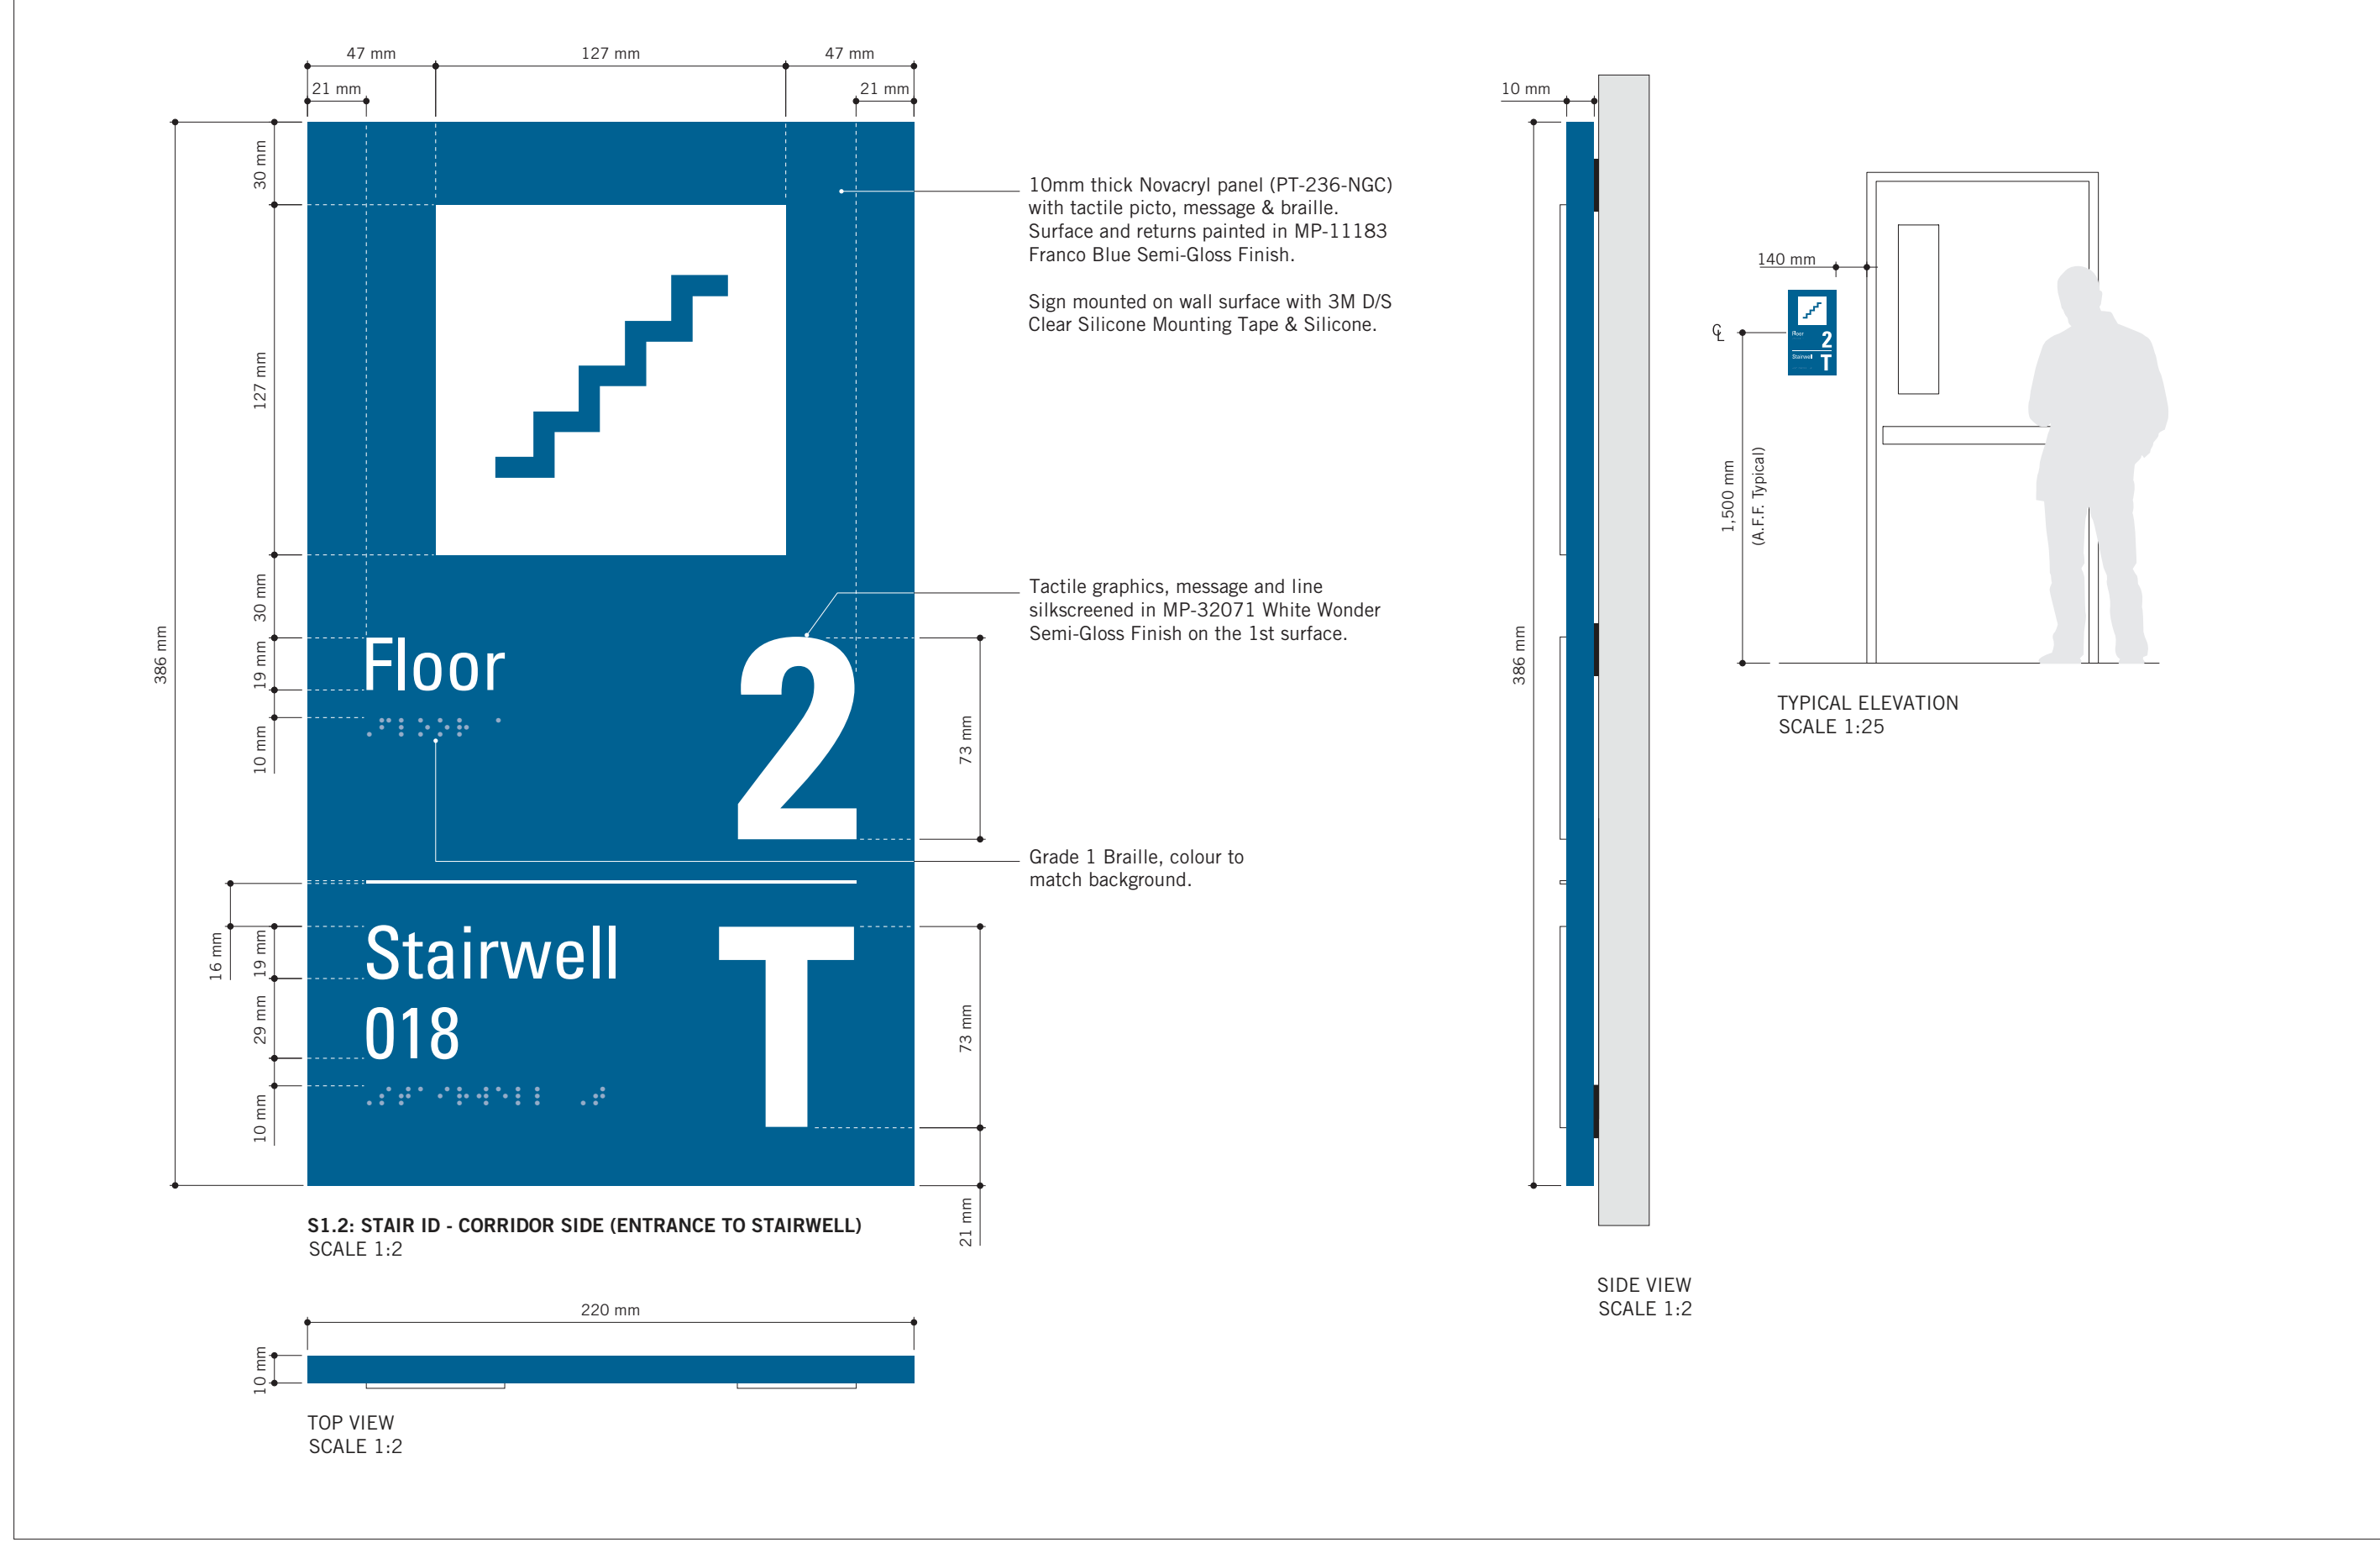 47 mm
127 mm
47 mm
21 mm
21 mm
10 mm
30 mm
127 mm
30 mm
19 mm
10 mm
386 mm
16 mm
19 mm
29 mm
10 mm
Floor
2
Stairwell
018
T
73 mm
73 mm
21 mm
10mm thick Novacryl panel (PT-236-NGC)
with tactile picto, message & braille.
Surface and returns painted in MP-11183
Franco Blue Semi-Gloss Finish.
Sign mounted on wall surface with 3M D/S
Clear Silicone Mounting Tape & Silicone.
Tactile graphics, message and line
silkscreened in MP-32071 White Wonder
Semi-Gloss Finish on the 1st surface.
Grade 1 Braille, colour to
match background.
S1.2: STAIR ID - CORRIDOR SIDE (ENTRANCE TO STAIRWELL)
SCALE 1:2
220 mm
10 mm
TOP VIEW
SCALE 1:2
386 mm
SIDE VIEW
SCALE 1:2
140 mm
℄
Floor
2
Stairwell
T
1,500 mm
(A.F.F. Typical)
TYPICAL ELEVATION
SCALE 1:25